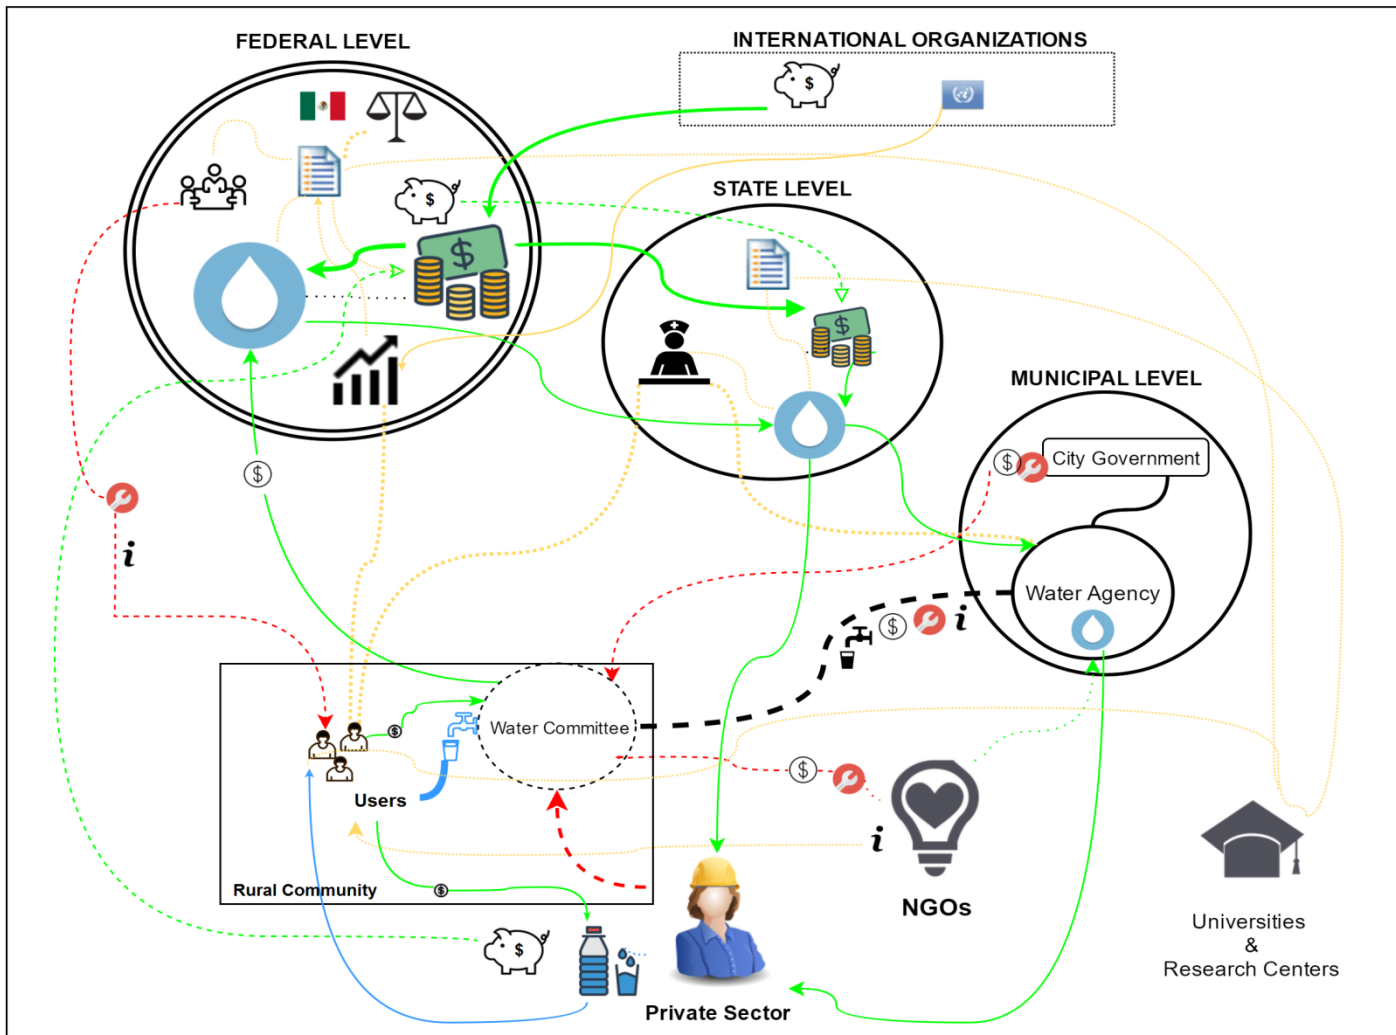 FEDERAL LEVEL
INTERNATIONAL ORGANIZATIONS
$
$
STATE LEVEL
$
$
MUNICIPAL LEVEL
$
City Government
$
i
Water Agency
$
i
Water Committee
$
$
Users
i
Rural Community
$
NGOs
$
Universities
&
Research Centers
Private Sector